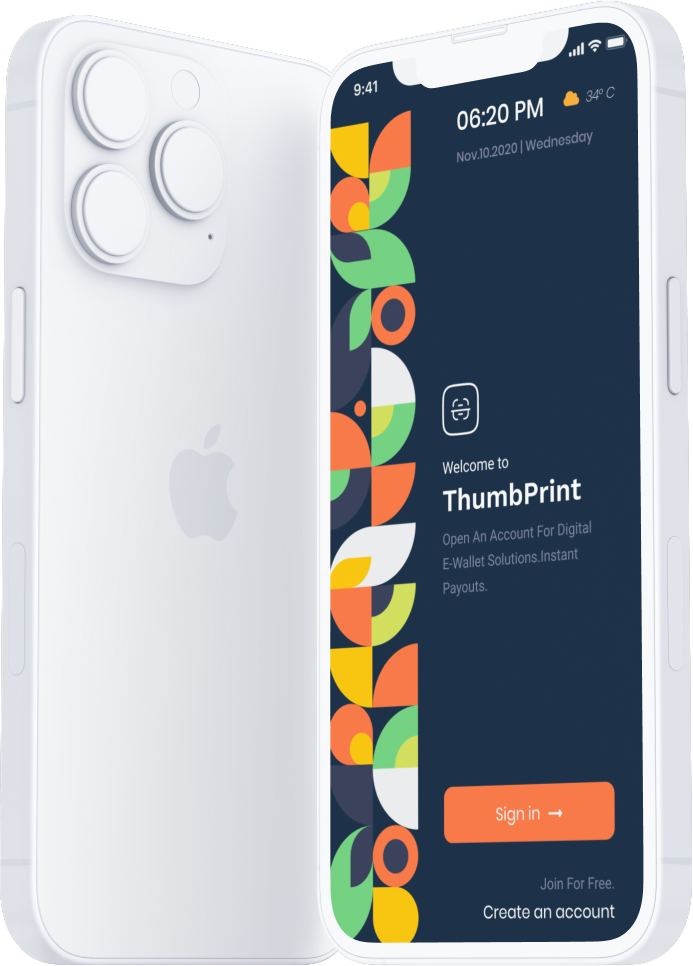 9:41
06:20 PM
34° C
Nov.10.2020 | Wednesday
Welcome to
ThumbPrint
Open An Account For Digital
E-Wallet Solutions.Instant
Payouts.
Sign in →
Join For Free.
Create an account